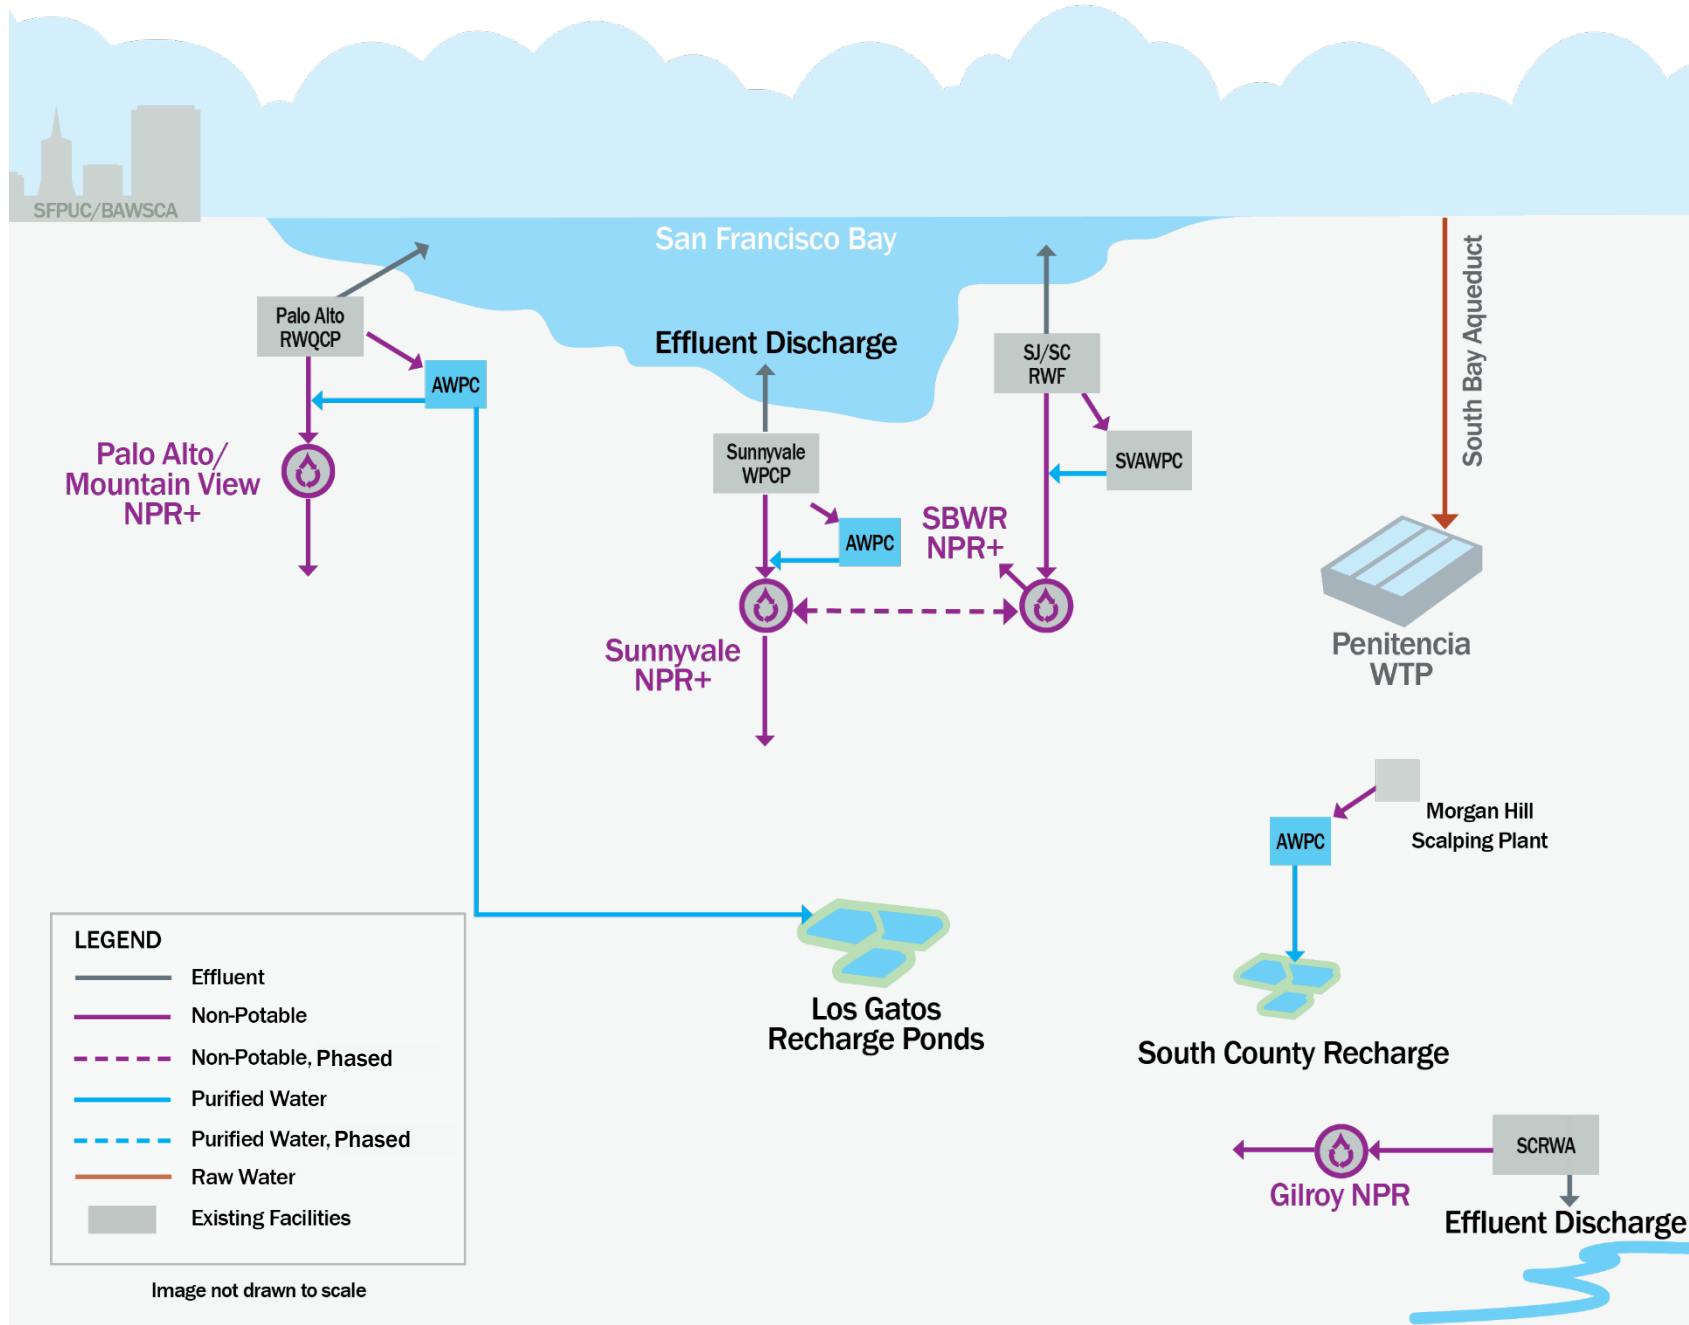 SFPUC/BAWSCA
San Francisco Bay
South Bay Aqueduct
Palo Alto
RWQCP
AWPC
Effluent Discharge
SJ/SC
RWF
Palo Alto/
Mountain View
NPR+
Sunnyvale
WPCP
SVAWPC
AWPC
SBWR
NPR+
Sunnyvale
NPR+
Penitencia
WTP
Morgan Hill
Scalping Plant
AWPC
Los Gatos
Recharge Ponds
South County Recharge
SCRWA
Gilroy NPR
Effluent Discharge
LEGEND
Effluent
Non-Potable
Non-Potable, Phased
Purified Water
Purified Water, Phased
Raw Water
Existing Facilities
Image not drawn to scale